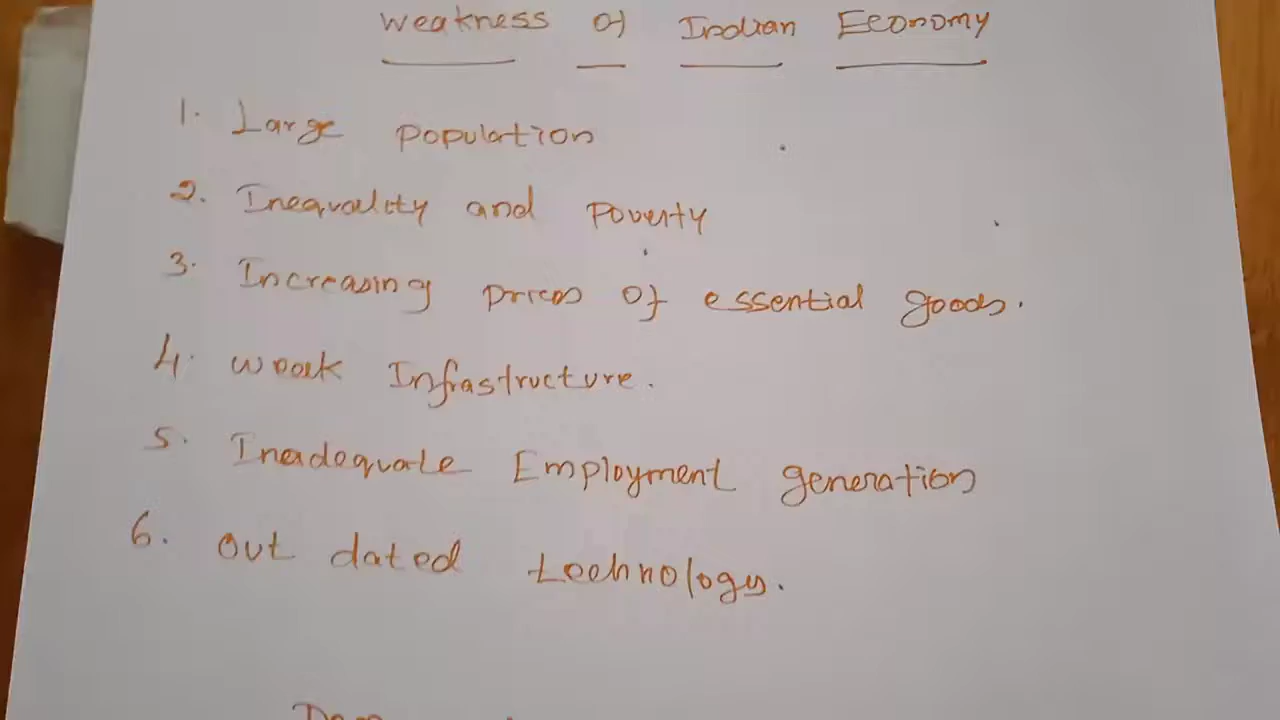 Weakness of Indian Economy
1. Large population
2. Inequality and Poverty
3. Increasing prices of essential goods.
4. Weak Infrastructure.
5. Inadequate Employment generation
6. Out dated technology.